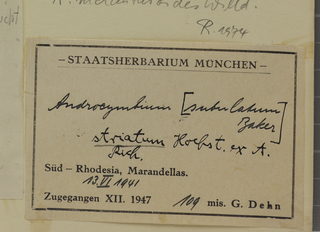 R. 1974
– STAATSHERBARIUM MÜNCHEN –
Androcymbium [subulatum
Baker]
striatum Hochst. ex A.
Rich.
Süd – Rhodesia, Marandellas.
13.VI 1941
Zugegangen XII. 1947 109 mis. G. Dehn